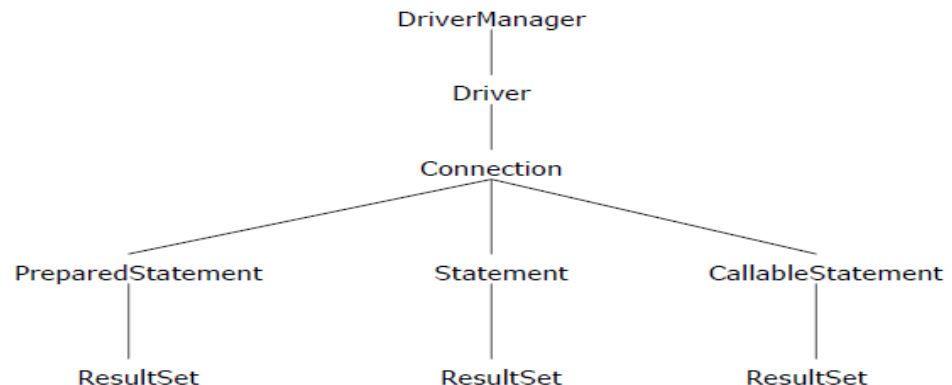 DriverManager
Driver
Connection
PreparedStatement Statement CallableStatement
ResultSet ResultSet ResultSet